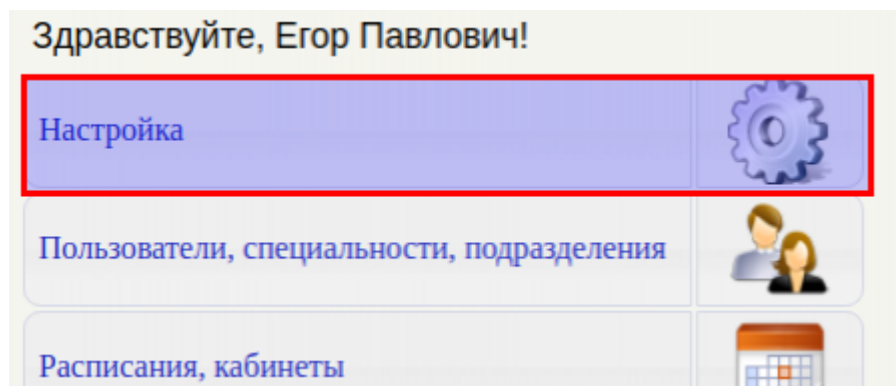 Здравствуйте, Егор Павлович!
Настройка
Пользователи, специальности, подразделения
Расписания, кабинеты